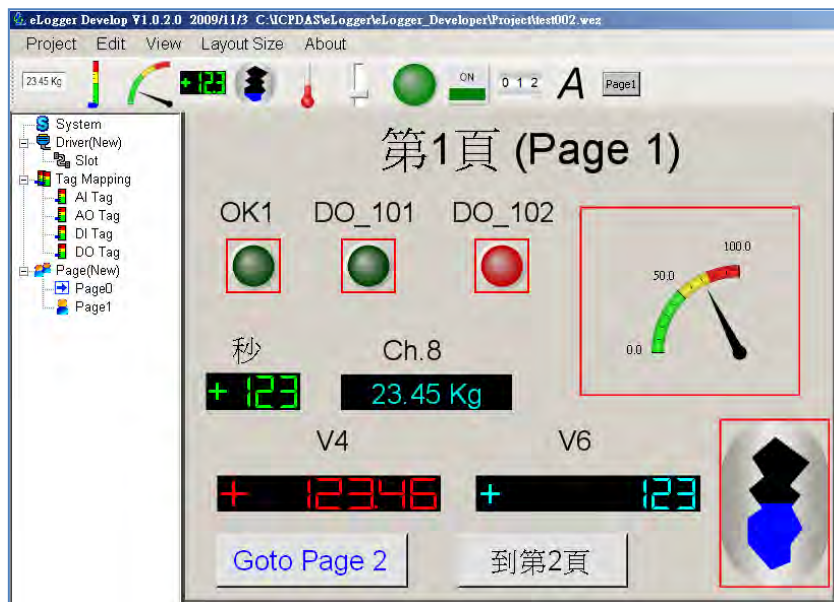 eLogger Develop V1.0.2.0 2009/11/3 C:\ICPDAS\eLogger\eLogger_Developer\Project\test002.wez
Project Edit View Layout Size About
23.45 Kg +12.3 ON 0 1 2 A Page1
System
Driver(New)
Slot
Tag Mapping
AI Tag
AO Tag
DI Tag
DO Tag
Page(New)
Page0
Page1
第1頁 (Page 1)
OK1 DO_101 DO_102
100.0
50.0
0.0
秒 Ch.8
+123 23.45 Kg
V4 V6
+ 123.46 + 123
Goto Page 2 到第2頁